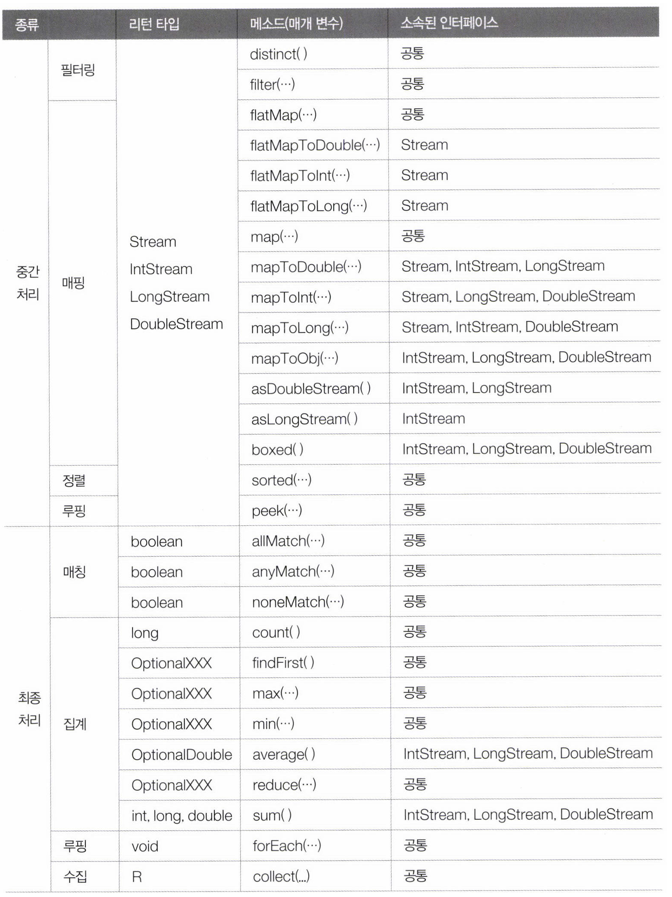 종류 리턴 타입 메소드(매개 변수) 소속된 인터페이스
중간 처리 필터링 Stream IntStream LongStream DoubleStream distinct( ) 공통
filter(···) 공통
매핑 flatMap(···) 공통
flatMapToDouble(···) Stream
flatMapToInt(···) Stream
flatMapToLong(···) Stream
map(···) 공통
mapToDouble(···) Stream, IntStream, LongStream
mapToInt(···) Stream, LongStream, DoubleStream
mapToLong(···) Stream, IntStream, DoubleStream
mapToObj(···) IntStream, LongStream, DoubleStream
asDoubleStream( ) IntStream, LongStream
asLongStream( ) IntStream
boxed( ) IntStream, LongStream, DoubleStream
정렬 sorted(···) 공통
루핑 peek(···) 공통
최종 처리 매칭 boolean allMatch(···) 공통
boolean anyMatch(···) 공통
boolean noneMatch(···) 공통
집계 long count( ) 공통
OptionalXXX findFirst( ) 공통
OptionalXXX max(···) 공통
OptionalXXX min(···) 공통
OptionalDouble average( ) IntStream, LongStream, DoubleStream
OptionalXXX reduce(···) 공통
int, long, double sum( ) IntStream, LongStream, DoubleStream
루핑 void forEach(···) 공통
수집 R collect(...) 공통